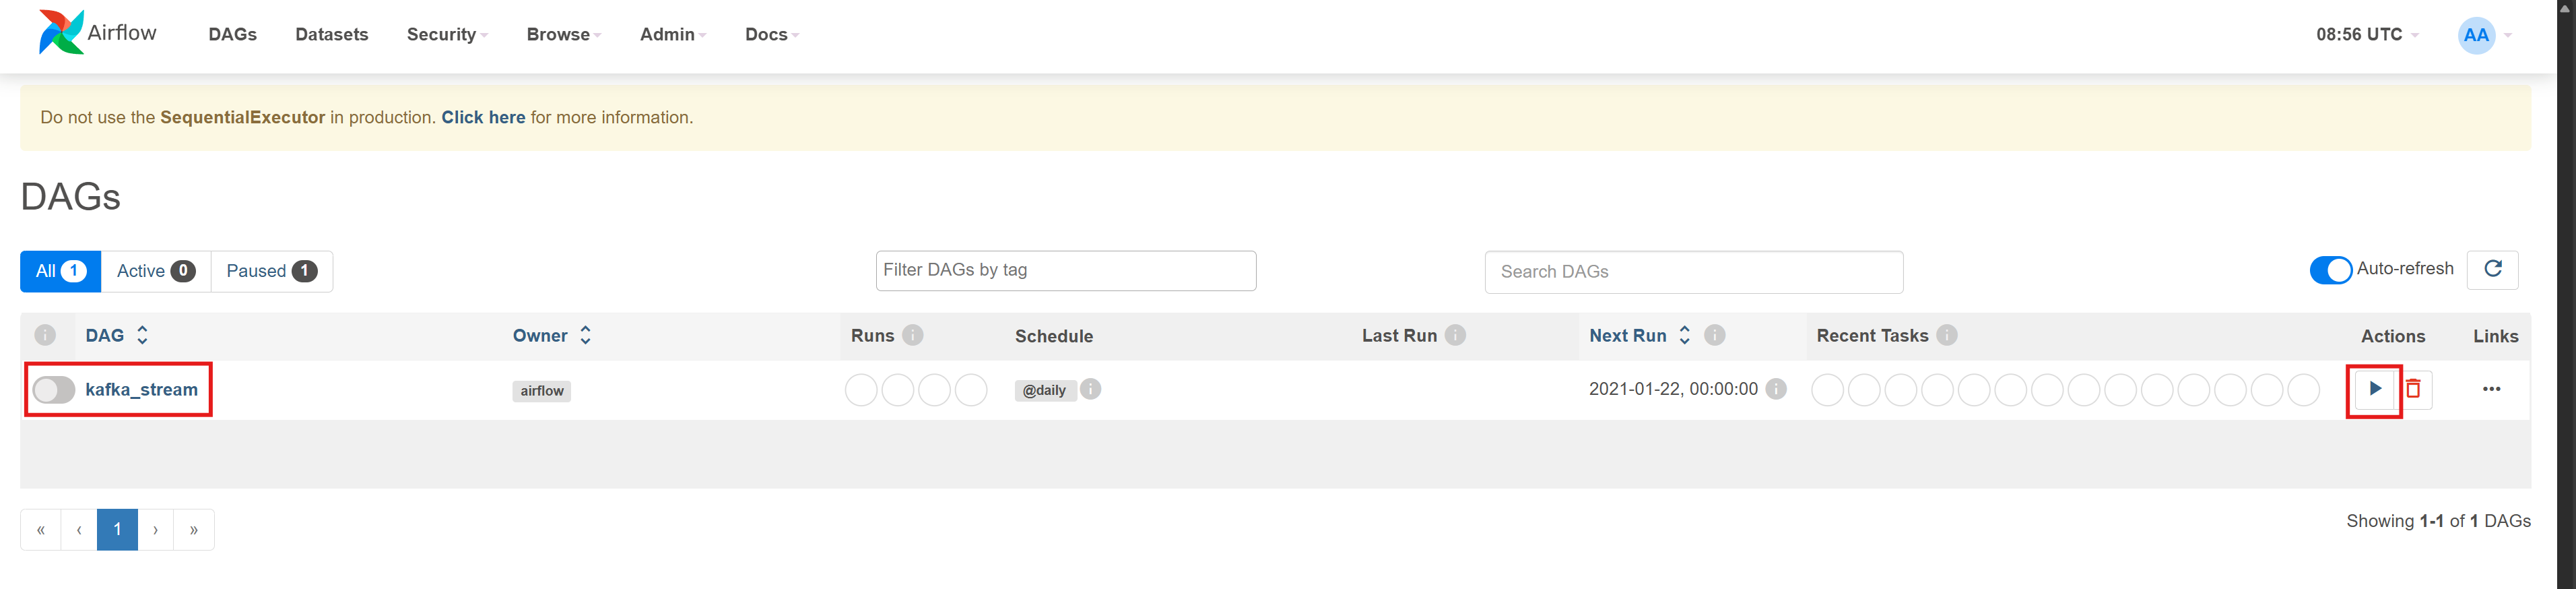 Airflow DAGs Datasets Security Browse Admin Docs 08:56 UTC AA
Do not use the SequentialExecutor in production. Click here for more information.
DAGs
All 1 Active 0 Paused 1 Filter DAGs by tag Search DAGs Auto-refresh
i DAG Owner Runs i Schedule Last Run i Next Run i Recent Tasks i Actions Links
kafka_stream airflow @daily i 2021-01-22, 00:00:00 i ...
« ‹ 1 › » Showing 1-1 of 1 DAGs